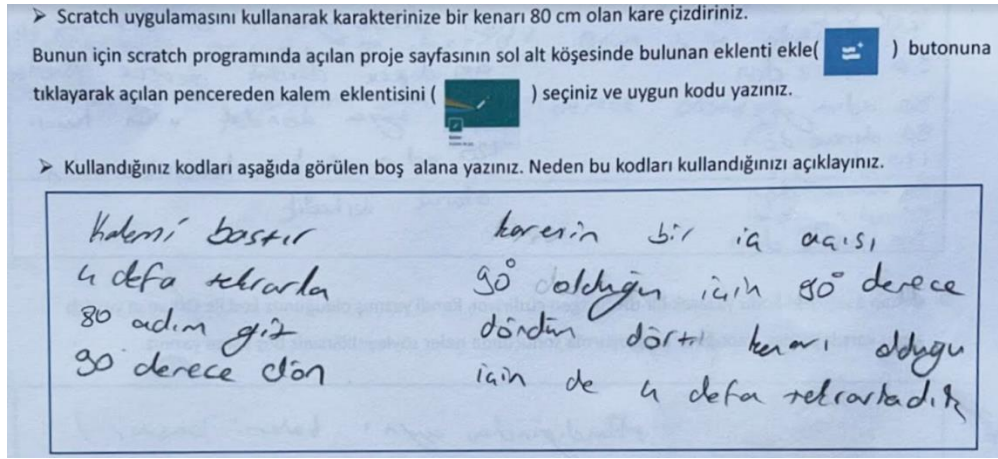 ➤ Scratch uygulamasını kullanarak karakterinize bir kenarı 80 cm olan kare çizdiriniz.
Bunun için scratch programında açılan proje sayfasının sol alt köşesinde bulunan eklenti ekle( ) butonuna
tıklayarak açılan pencereden kalem eklentisini ( ) seçiniz ve uygun kodu yazınız.
➤ Kullandığınız kodları aşağıda görülen boş alana yazınız. Neden bu kodları kullandığınızı açıklayınız.
Kalemi bastır
4 defa tekrarla
80 adım git
90 derece dön
karenin bir iç açısı
90° olduğu için 90° derece
döndün dört kenarı olduğu
için de 4 defa tekrarladık